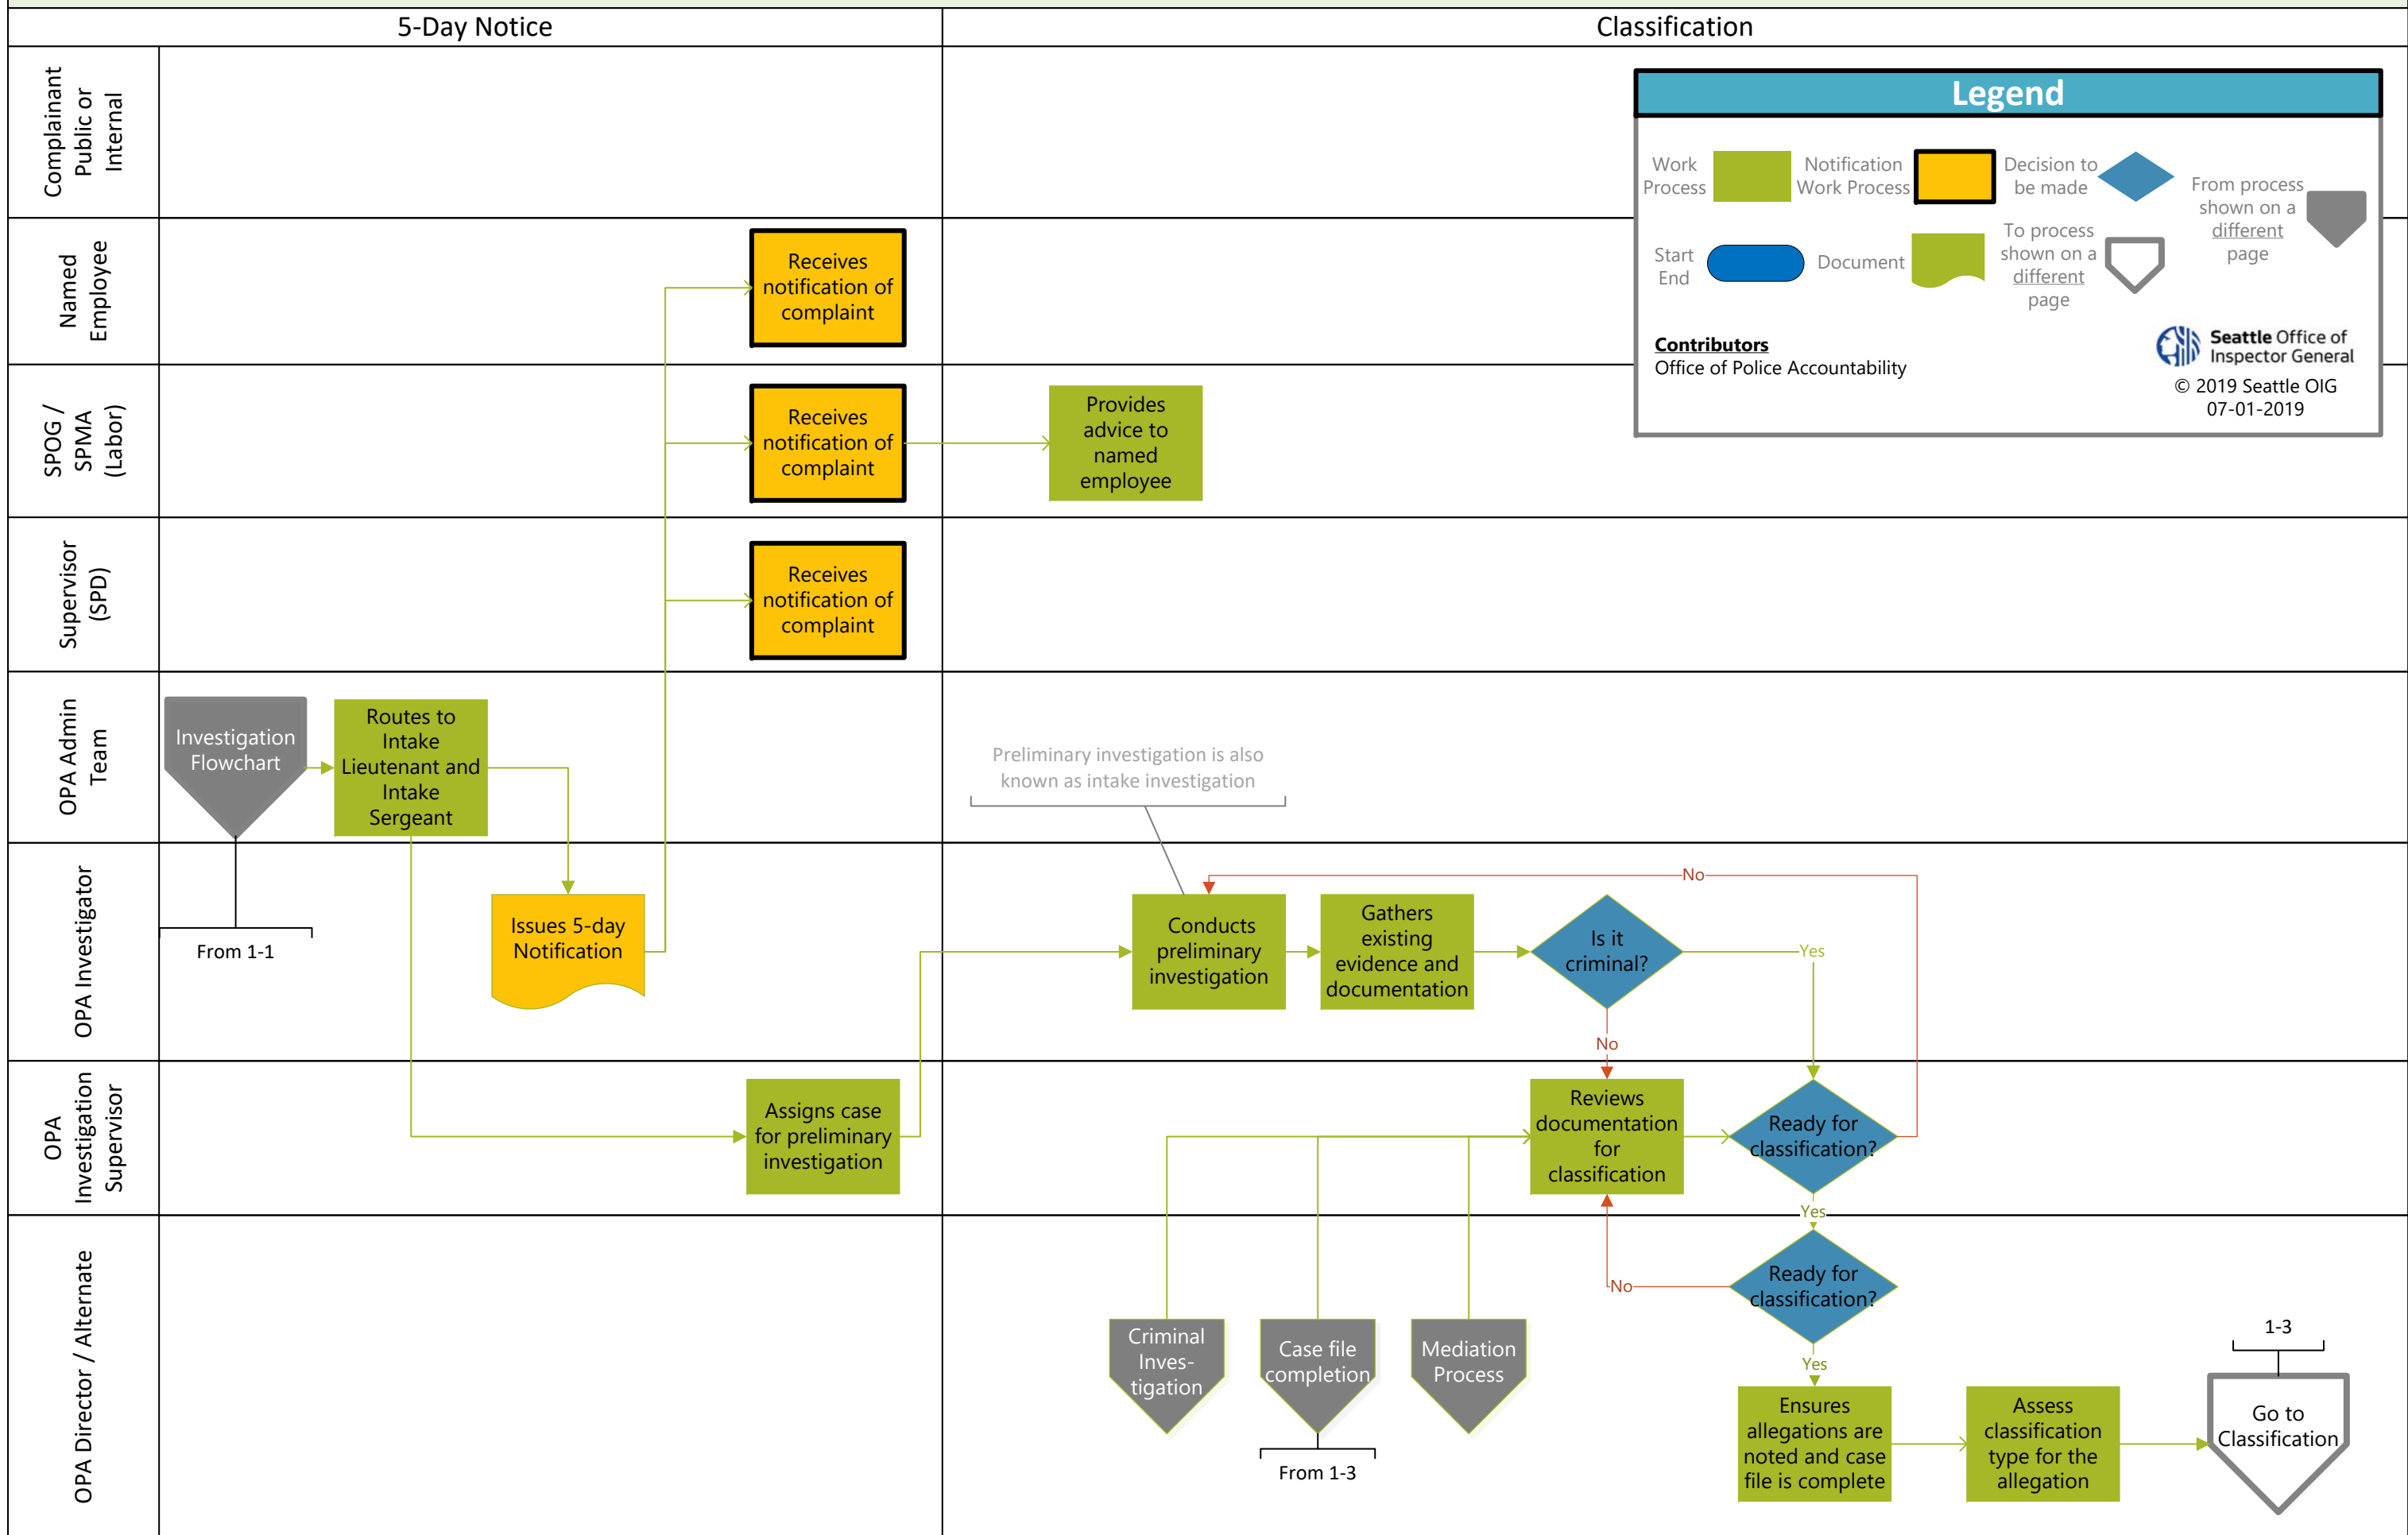 5-Day Notice
Classification
Complainant
Public or
Internal
Legend
Work
Process
Notification
Work Process
Decision to
be made
From process
shown on a
different
page
Start
End
Document
To process
shown on a
different
page
Contributors
Office of Police Accountability
Seattle Office of
Inspector General
© 2019 Seattle OIG
07-01-2019
Named
Employee
Receives
notification of
complaint
SPOG /
SPMA
(Labor)
Receives
notification of
complaint
Provides
advice to
named
employee
Supervisor
(SPD)
Receives
notification of
complaint
OPA Admin
Team
Investigation
Flowchart
Routes to
Intake
Lieutenant and
Intake
Sergeant
Preliminary investigation is also
known as intake investigation
OPA Investigator
From 1-1
Issues 5-day
Notification
Conducts
preliminary
investigation
Gathers
existing
evidence and
documentation
Is it
criminal?
Yes
No
No
OPA
Investigation
Supervisor
Assigns case
for preliminary
investigation
Reviews
documentation
for
classification
Ready for
classification?
Yes
OPA Director / Alternate
Criminal
Inves-
tigation
Case file
completion
From 1-3
Mediation
Process
No
Ready for
classification?
Yes
Ensures
allegations are
noted and case
file is complete
Assess
classification
type for the
allegation
1-3
Go to
Classification